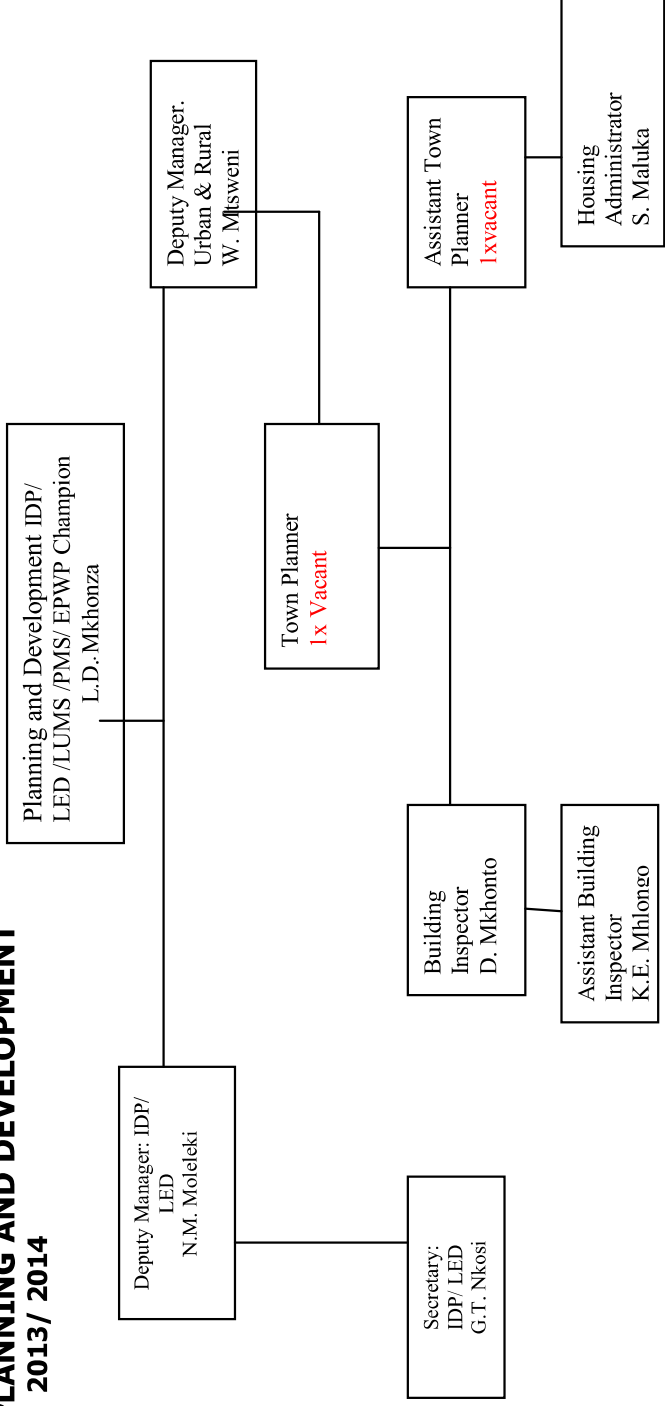 PLANNING AND DEVELOPMENT
2013/ 2014
Planning and Development IDP/
LED /LUMS /PMS/ EPWP Champion
L.D. Mkhonza
Deputy Manager: IDP/
LED
N.M. Moleleki
Deputy Manager.
Urban & Rural
W. Mtsweni
Town Planner
1x Vacant
Secretary:
IDP/ LED
G.T. Nkosi
Building
Inspector
D. Mkhonto
Assistant Town
Planner
1xvacant
Assistant Building
Inspector
K.E. Mhlongo
Housing
Administrator
S. Maluka